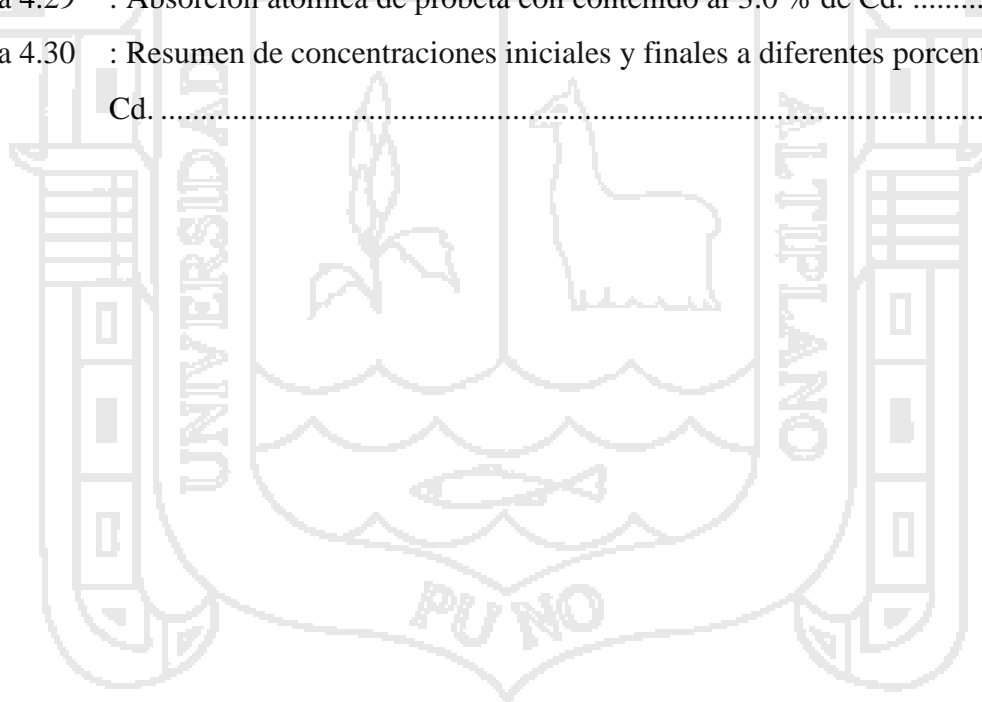 a 4.29 : Absorción atómica de probeta con contenido al 3.0 % de Cd. ..........
a 4.30 : Resumen de concentraciones iniciales y finales a diferentes porcent
Cd. ........................................................................................................
UNIVERSIDAD
ALTIPLANO
PUNO